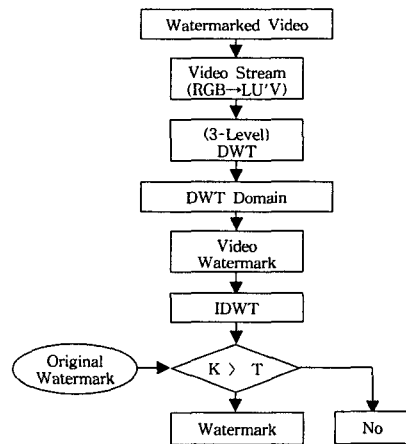 Watermarked Video
Video Stream
(RGB→LU'V)
(3-Level)
DWT
DWT Domain
Video
Watermark
IDWT
Original
Watermark
K > T
Watermark
No